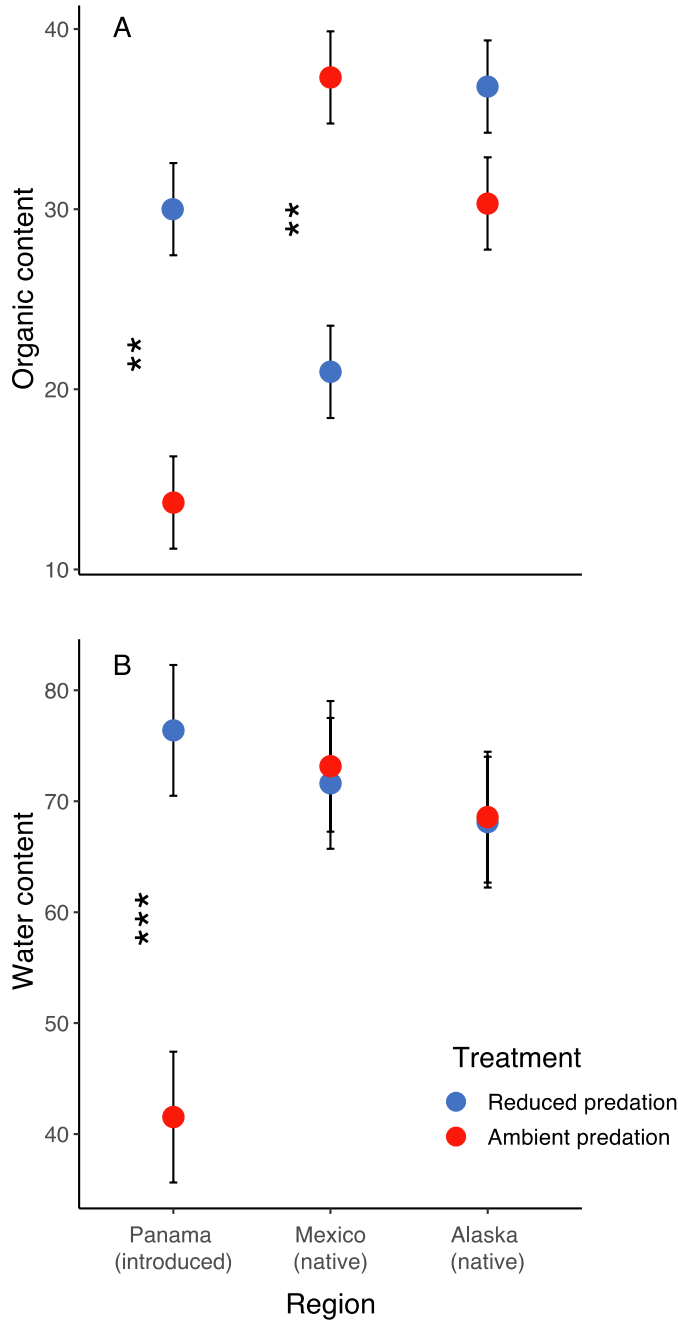 A
40
30
20
10
Organic content
**
**
B
80
70
60
50
40
Water content
***
Treatment
Reduced predation
Ambient predation
Panama
(introduced)
Mexico
(native)
Alaska
(native)
Region